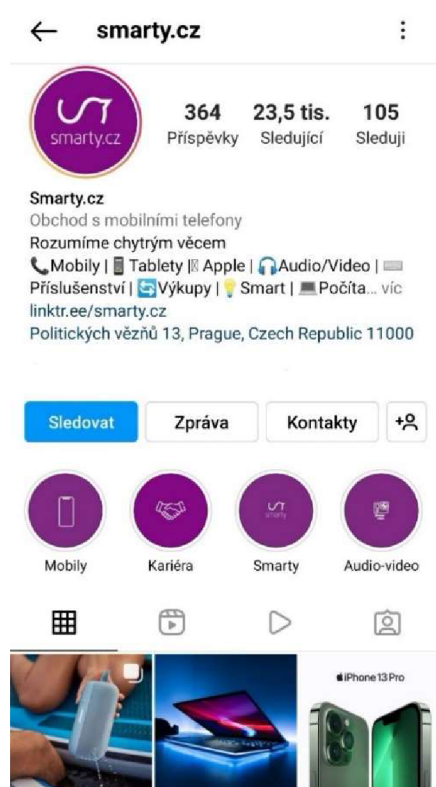 smarty.cz
smarty.cz
364 23,5 tis. 105
Příspěvky Sledující Sleduji
Smarty.cz
Obchod s mobilními telefony
Rozumíme chytrým věcem
📞Mobily | 📱 Tablety | Apple | 🎧Audio/Video | ⌨
Příslušenství | 🔄Výkupy | 💡 Smart | 💻Počíta... víc
linktr.ee/smarty.cz
Politických vězňů 13, Prague, Czech Republic 11000
Sledovat Zpráva Kontakty
smarty
Mobily Kariéra Smarty Audio-video
iPhone 13 Pro